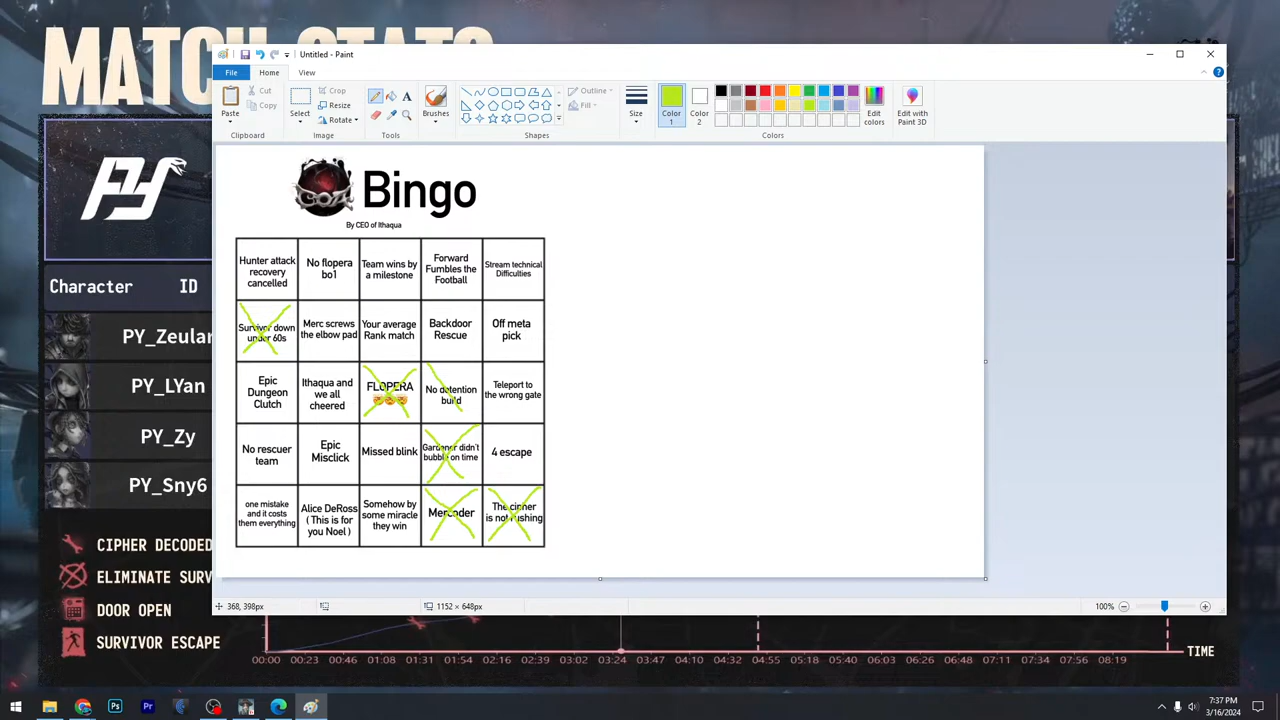 MATCH STATS
Untitled - Paint
File
Home
View
Paste
Cut
Copy
Clipboard
Select
Crop
Resize
Rotate
Image
A
Tools
Brushes
Outline
Fill
Shapes
Size
Color
1
Color
2
Edit
colors
Colors
Edit with
Paint 3D
Bingo
By CEO of Ithaqua
Hunter attack
recovery
cancelled
No flopera
bo1
Team wins by
a milestone
Forward
Fumbles the
Football
Stream technical
Difficulties
Survivor down
under 60s
Merc screws
the elbow pad
Your average
Rank match
Backdoor
Rescue
Off meta
pick
Epic
Dungeon
Clutch
Ithaqua and
we all
cheered
FLOPERA
No detention
build
Teleport to
the wrong gate
No rescuer
team
Epic
Misclick
Missed blink
Gardener didn't
bubble on time
4 escape
one mistake
and it costs
them everything
Alice DeRoss
( This is for
you Noel )
Somehow by
some miracle
they win
Mercoder
The cipher
is not rushing
PY
Character
ID
PY_Zeular
PY_LYan
PY_Zy
PY_Sny6
CIPHER DECODED
ELIMINATE SURV
DOOR OPEN
SURVIVOR ESCAPE
368, 398px
1152 × 648px
100%
00:00 00:23 00:46 01:08 01:31 01:54 02:16 02:39 03:02 03:24 03:47 04:10 04:32 04:55 05:18 05:40 06:03 06:26 06:48 07:11 07:34 07:56 08:19
TIME
Ps
Pr
7:37 PM
3/16/2024